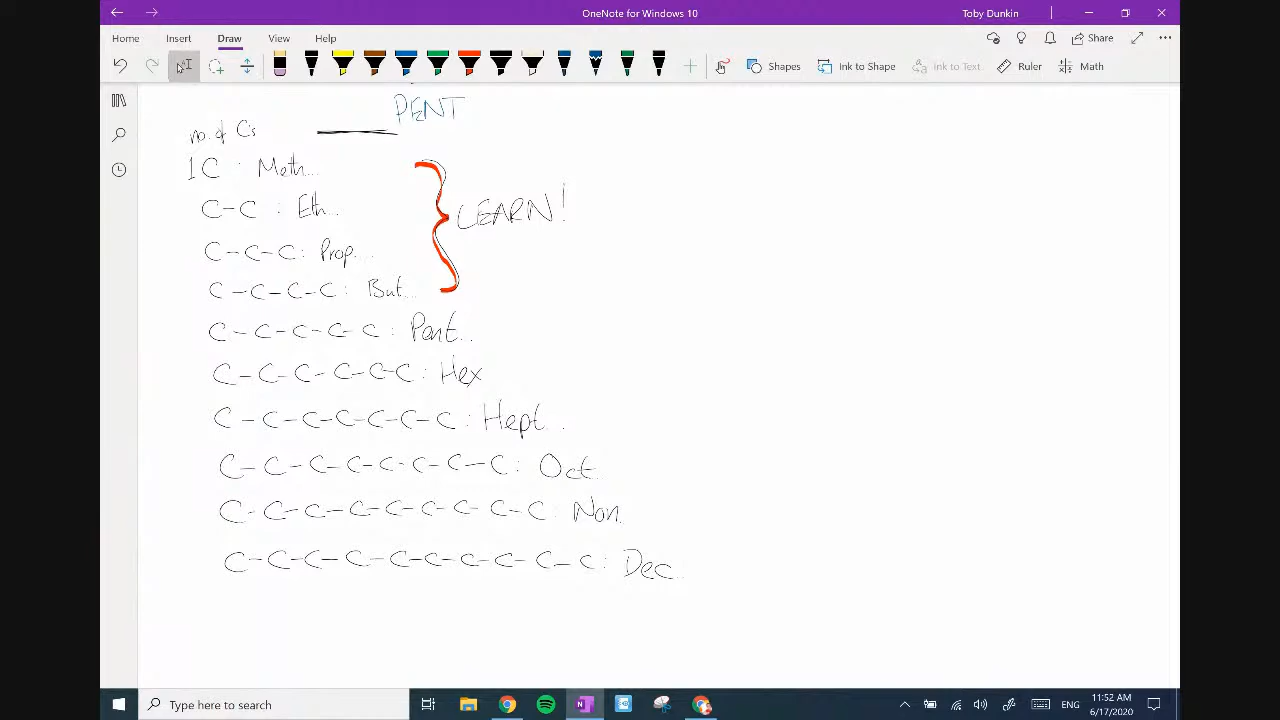 OneNote for Windows 10
Toby Dunkin
Home Insert Draw View Help
Share
Shapes Ink to Shape Ink to Text Ruler Math
PENT
no. of C's
1C : Meth...
C-C : Eth...
C-C-C: Prop...
C-C-C-C: But...
LEARN!
C-C-C-C-C: Pent...
C-C-C-C-C-C: Hex
C-C-C-C-C-C-C: Hept...
C-C-C-C-C-C-C-C: Oct..
C-C-C-C-C-C-C-C-C: Non..
C-C-C-C-C-C-C-C-C-C: Dec..
Type here to search
ENG
11:52 AM
6/17/2020